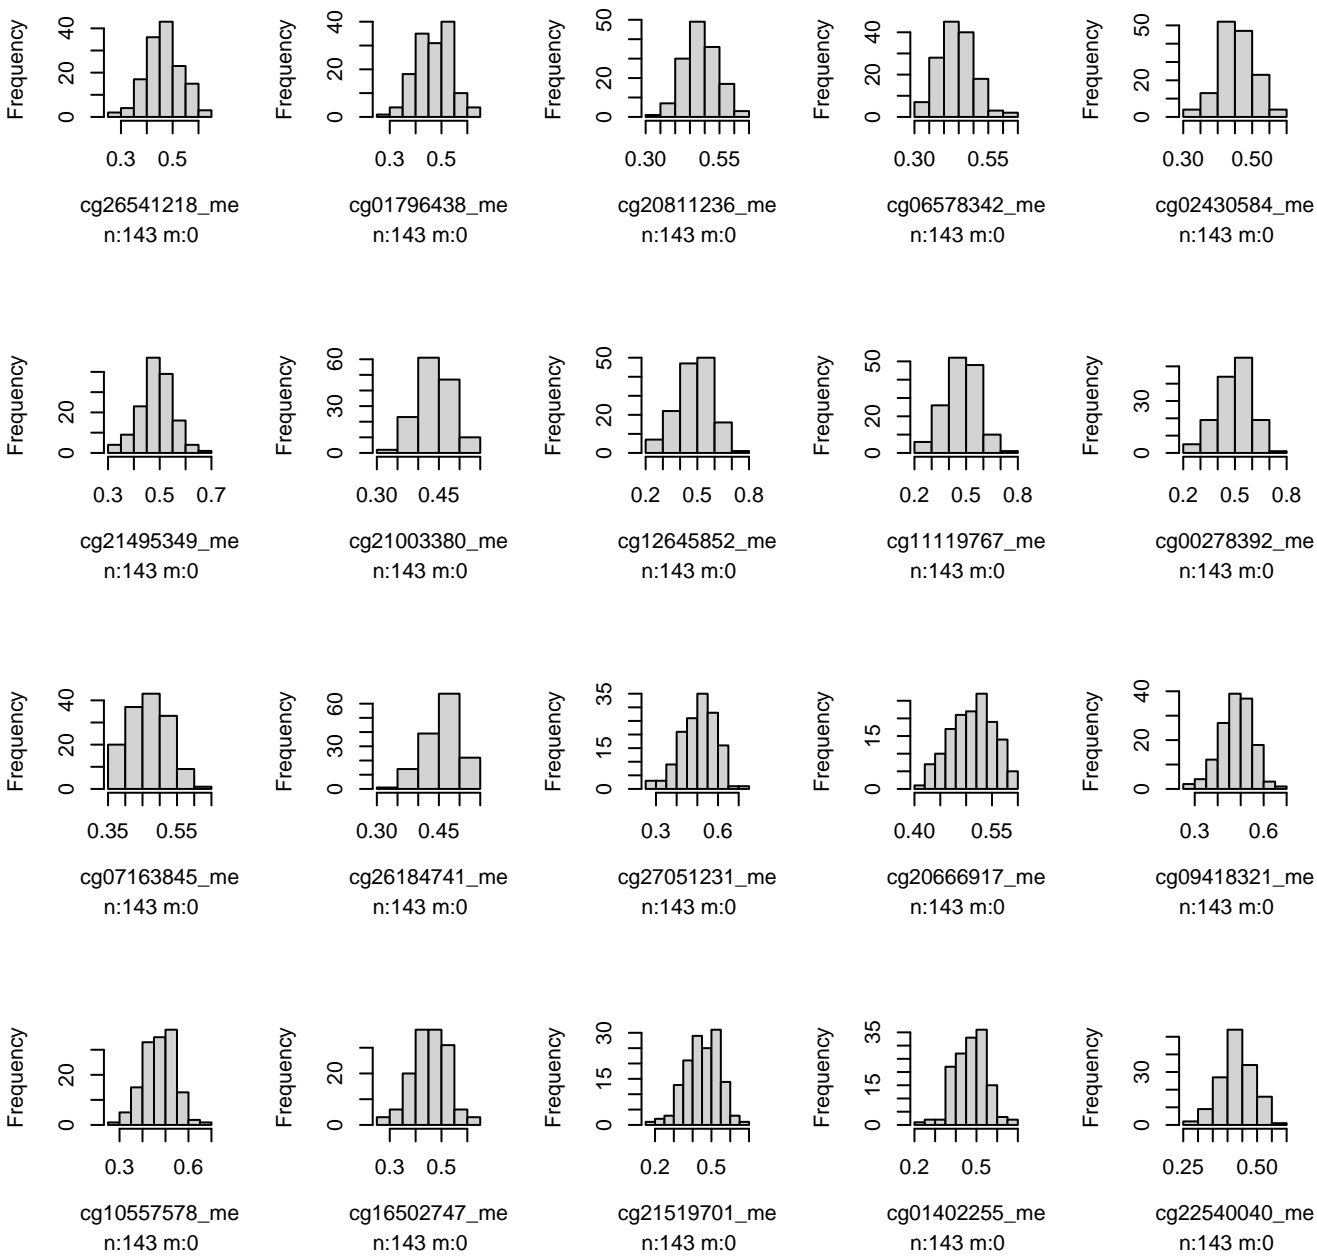 Frequency 0 20 40
0.3 0.5
cg26541218_me
n:143 m:0
Frequency 0 20 40
0.3 0.5
cg01796438_me
n:143 m:0
Frequency 0 20 50
0.30 0.55
cg20811236_me
n:143 m:0
Frequency 0 20 40
0.30 0.55
cg06578342_me
n:143 m:0
Frequency 0 20 50
0.30 0.50
cg02430584_me
n:143 m:0
Frequency 0 20
0.3 0.5 0.7
cg21495349_me
n:143 m:0
Frequency 0 30 60
0.30 0.45
cg21003380_me
n:143 m:0
Frequency 0 20 50
0.2 0.5 0.8
cg12645852_me
n:143 m:0
Frequency 0 20 50
0.2 0.5 0.8
cg11119767_me
n:143 m:0
Frequency 0 30
0.2 0.5 0.8
cg00278392_me
n:143 m:0
Frequency 0 20 40
0.35 0.55
cg07163845_me
n:143 m:0
Frequency 0 30 60
0.30 0.45
cg26184741_me
n:143 m:0
Frequency 0 15 35
0.3 0.6
cg27051231_me
n:143 m:0
Frequency 0 15
0.40 0.55
cg20666917_me
n:143 m:0
Frequency 0 20 40
0.3 0.6
cg09418321_me
n:143 m:0
Frequency 0 20
0.3 0.6
cg10557578_me
n:143 m:0
Frequency 0 20
0.3 0.5
cg16502747_me
n:143 m:0
Frequency 0 15 30
0.2 0.5
cg21519701_me
n:143 m:0
Frequency 0 15 35
0.2 0.5
cg01402255_me
n:143 m:0
Frequency 0 30
0.25 0.50
cg22540040_me
n:143 m:0